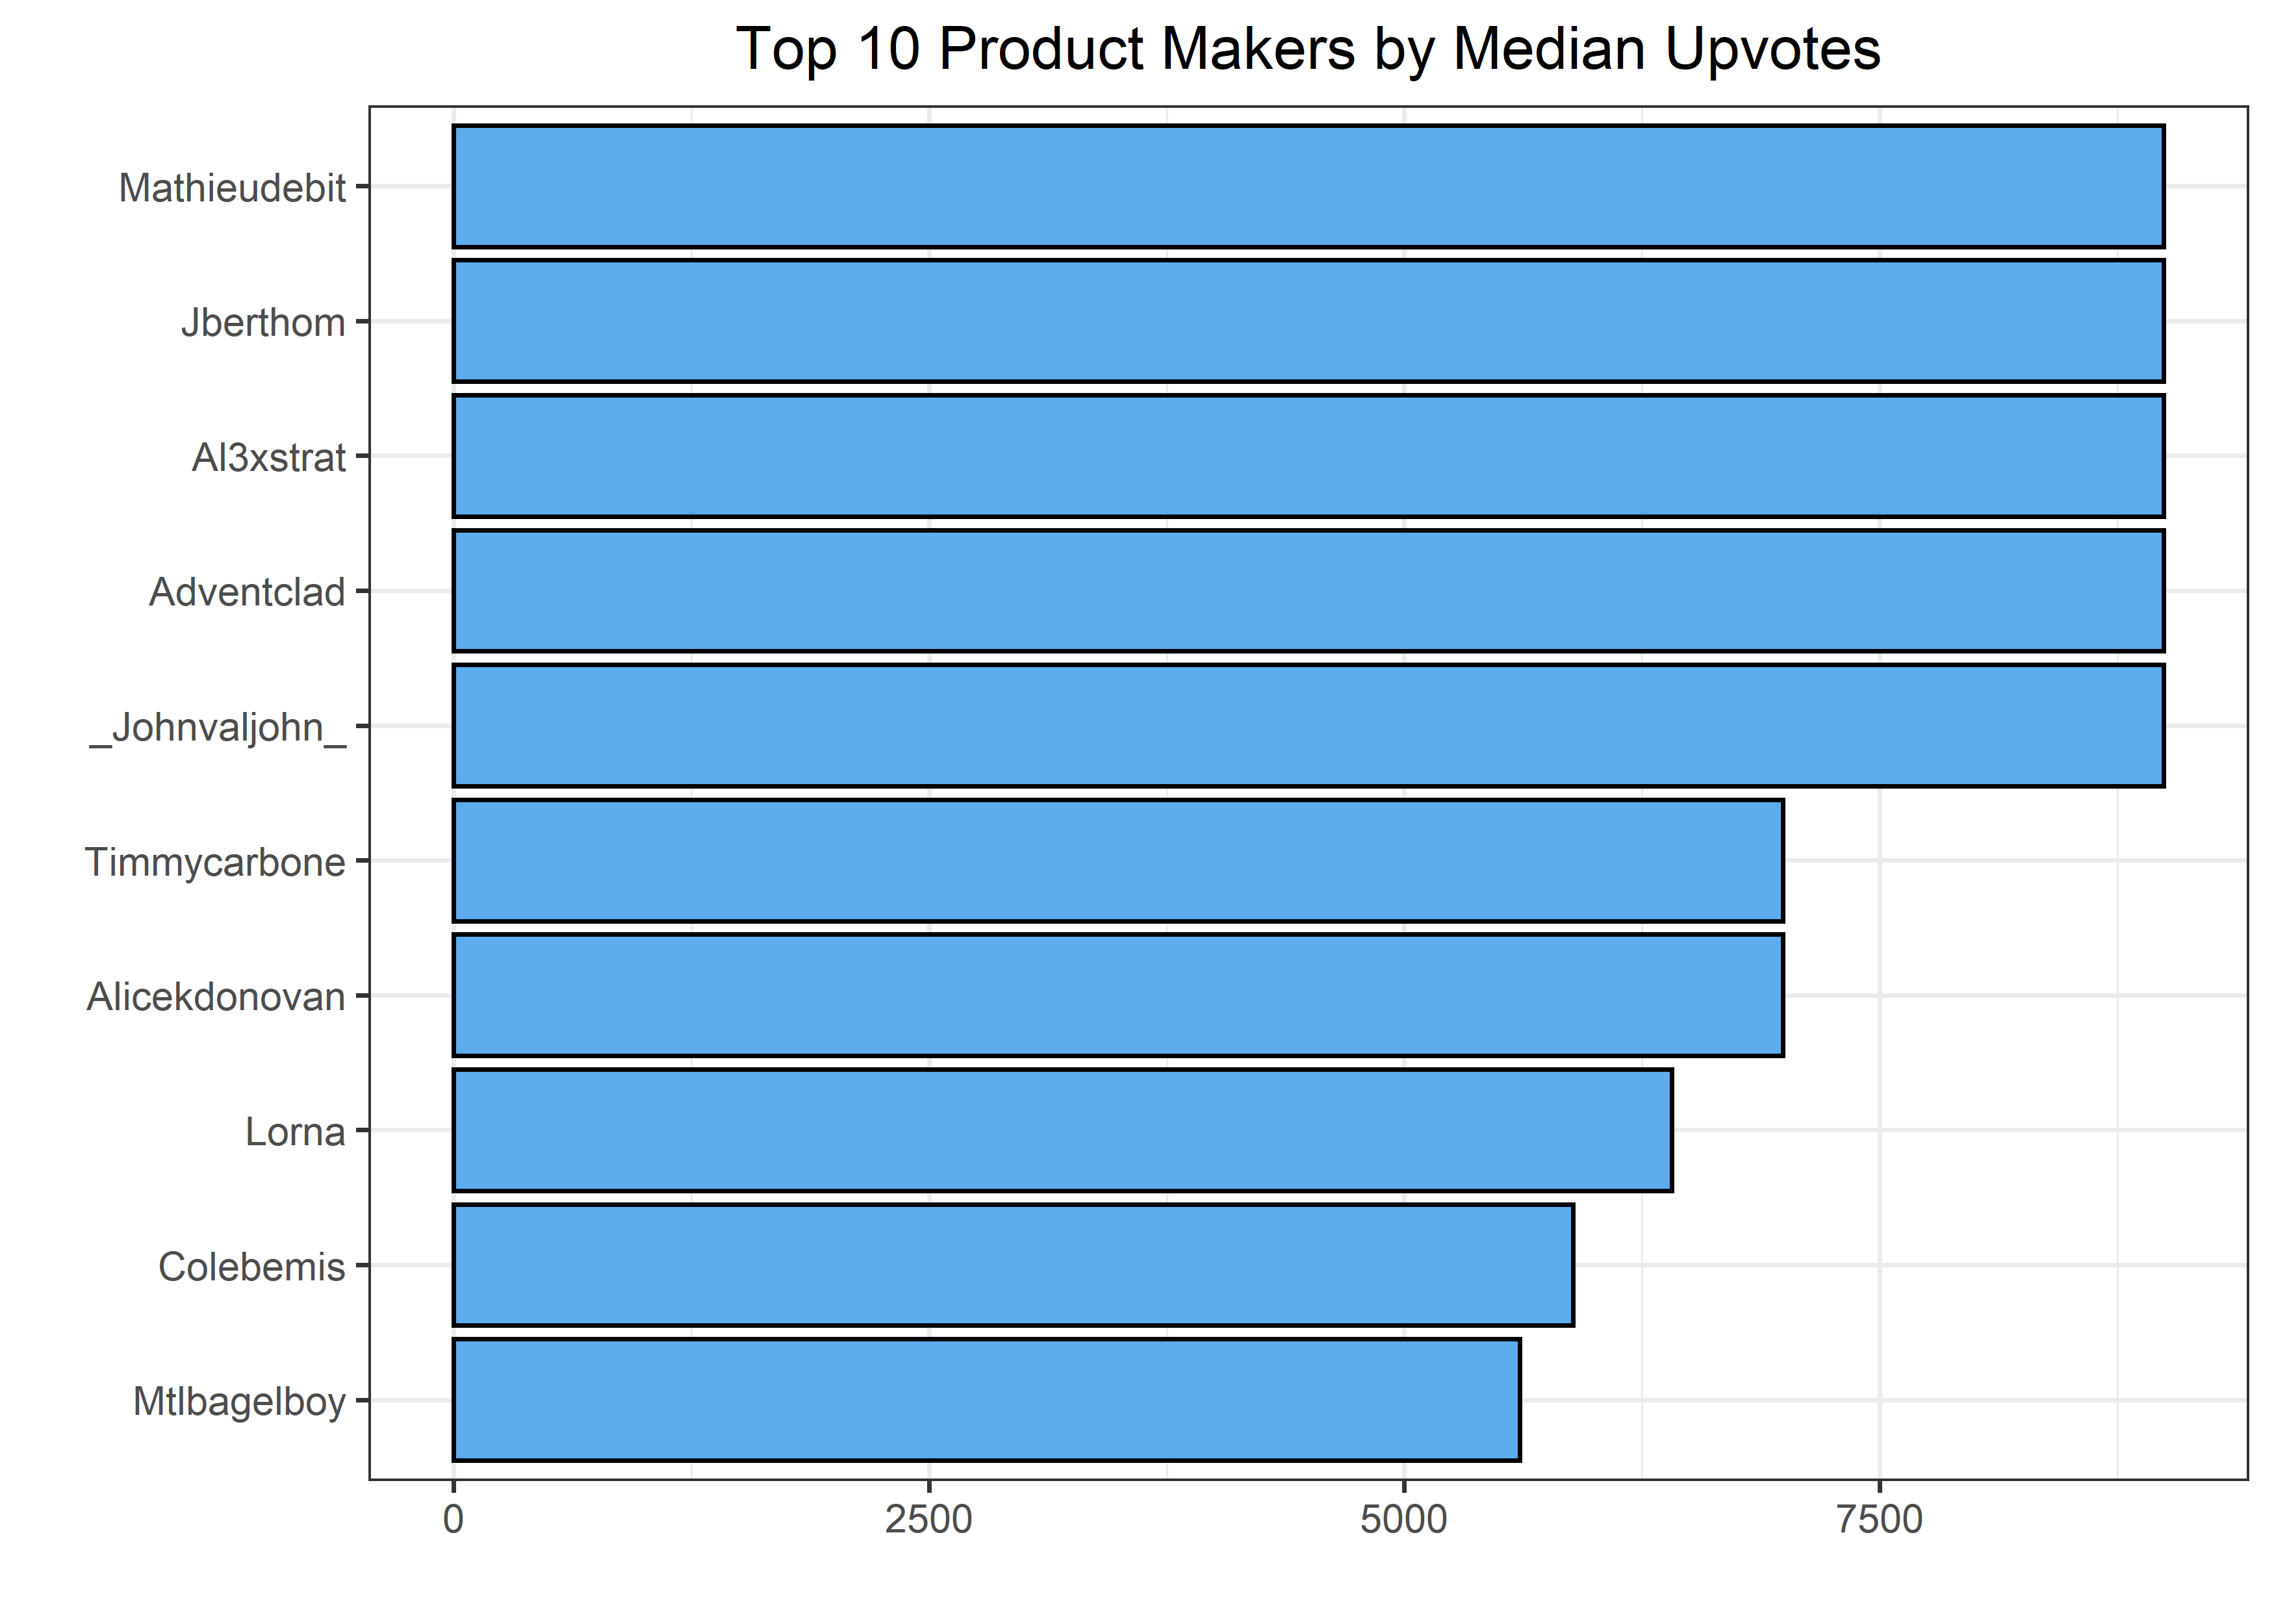 Top 10 Product Makers by Median Upvotes
Mathieudebit
Jberthom
Al3xstrat
Adventclad
_Johnvaljohn_
Timmycarbone
Alicekdonovan
Lorna
Colebemis
Mtlbagelboy
0 2500 5000 7500